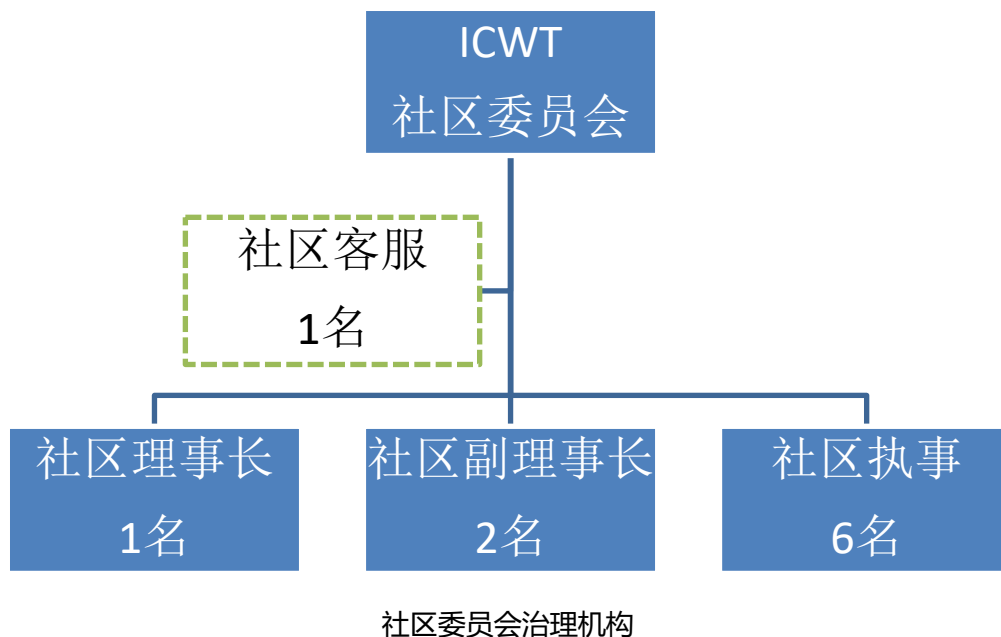 ICWT
社区委员会
社区客服
1名
社区理事长
1名
社区副理事长
2名
社区执事
6名
社区委员会治理机构